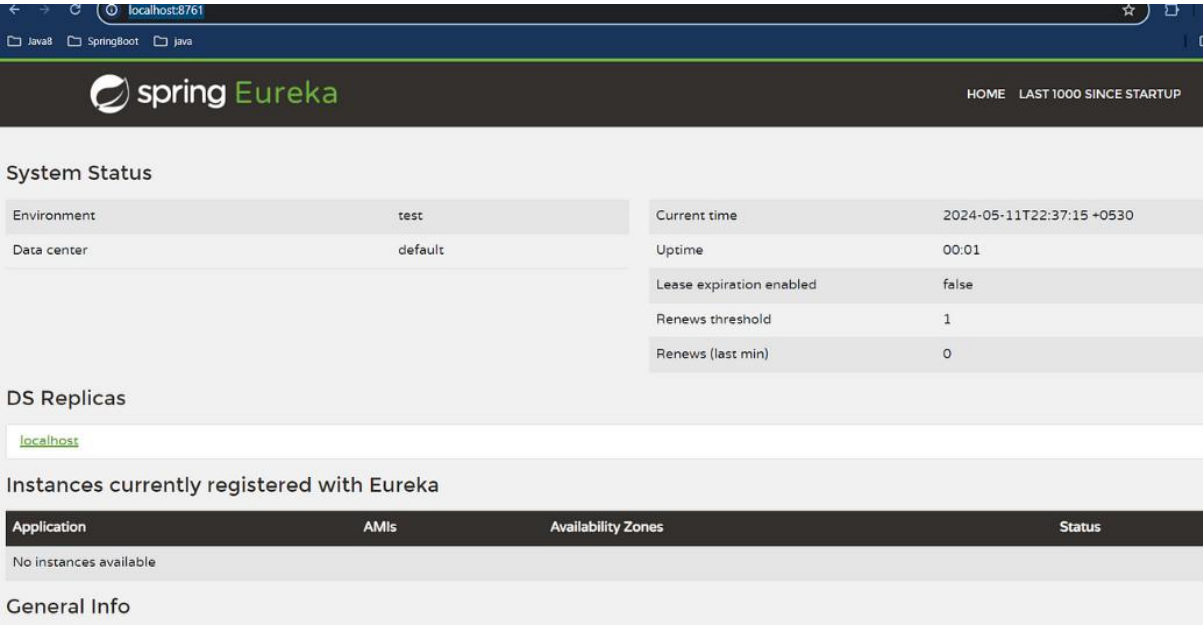 localhost:8761
Java8 SpringBoot java
spring Eureka HOME LAST 1000 SINCE STARTUP
System Status
Environment test Current time 2024-05-11T22:37:15 +0530
Data center default Uptime 00:01
Lease expiration enabled false
Renews threshold 1
Renews (last min) 0
DS Replicas
localhost
Instances currently registered with Eureka
Application AMIs Availability Zones Status
No instances available
General Info